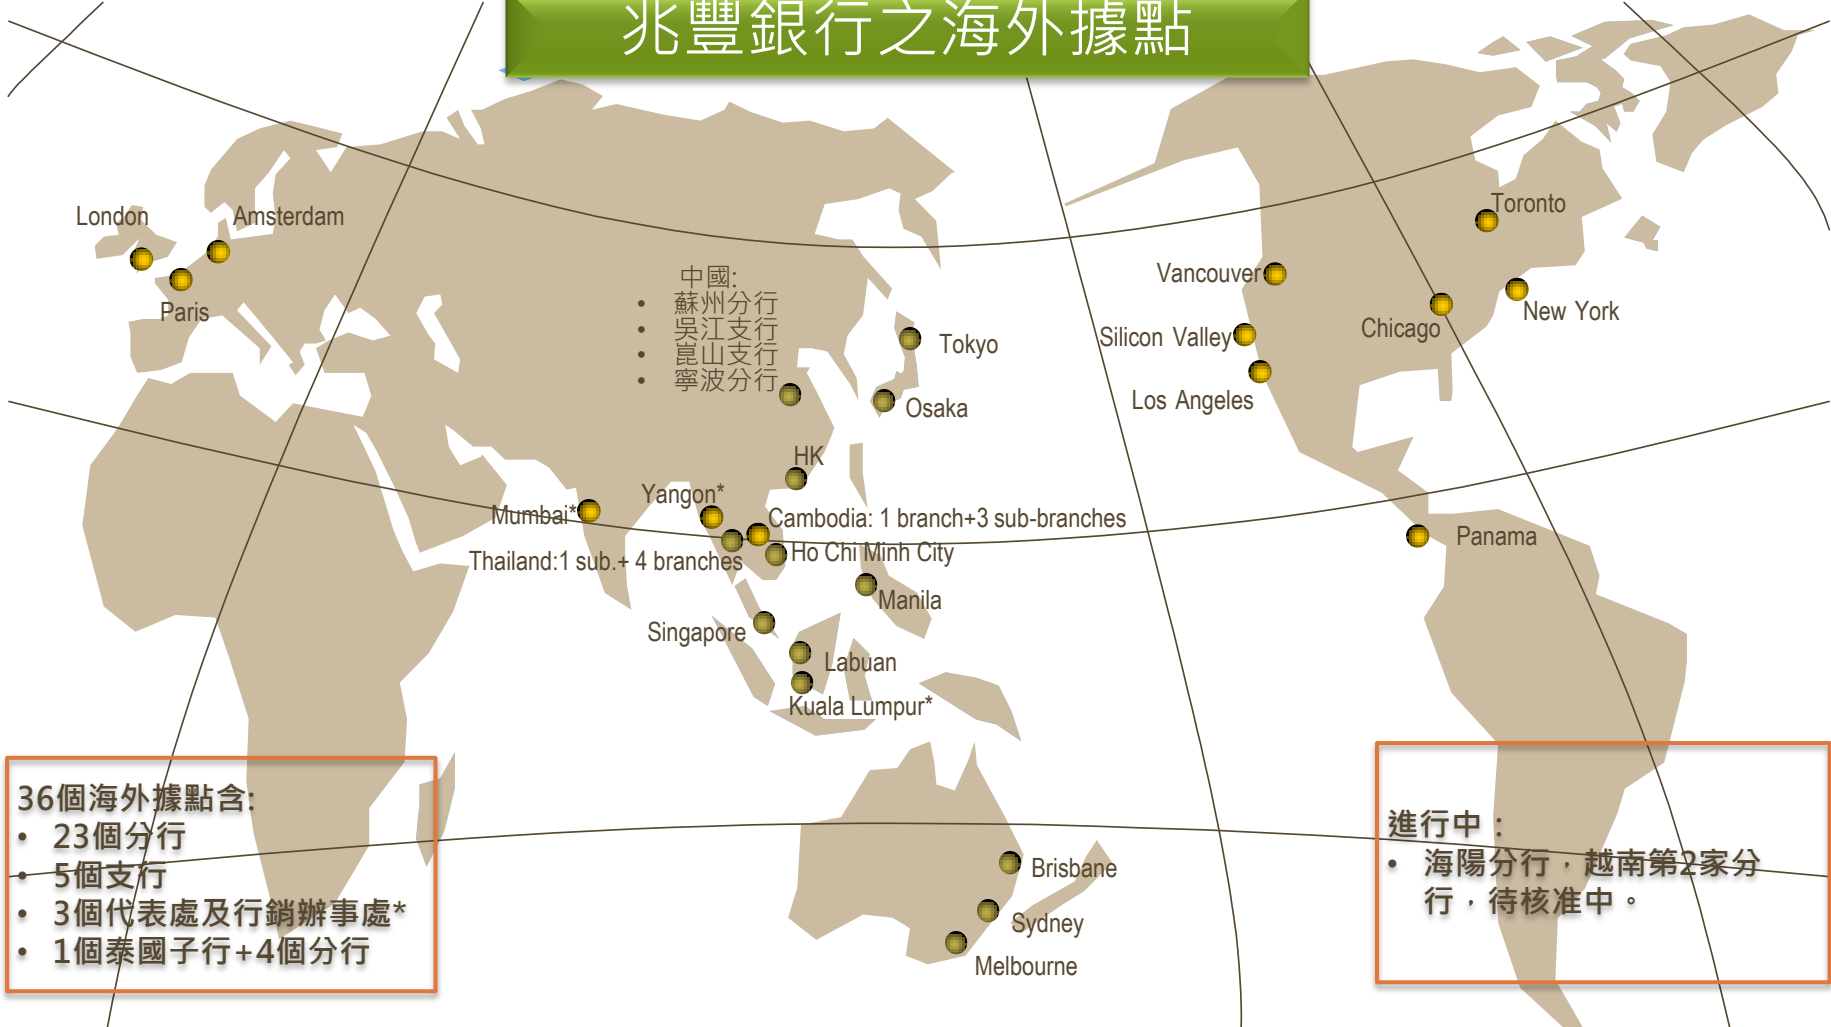 兆豐銀行之海外據點
London
Amsterdam
Paris
中國:
• 蘇州分行
• 吳江支行
• 崑山支行
• 寧波分行
Tokyo
Osaka
HK
Yangon*
Mumbai*
Cambodia: 1 branch+3 sub-branches
Thailand:1 sub.+ 4 branches
Ho Chi Minh City
Manila
Singapore
Labuan
Kuala Lumpur*
Brisbane
Sydney
Melbourne
Toronto
Vancouver
New York
Chicago
Silicon Valley
Los Angeles
Panama
36個海外據點含:
• 23個分行
• 5個支行
• 3個代表處及行銷辦事處*
• 1個泰國子行+4個分行
進行中：
• 海陽分行，越南第2家分
行，待核准中。